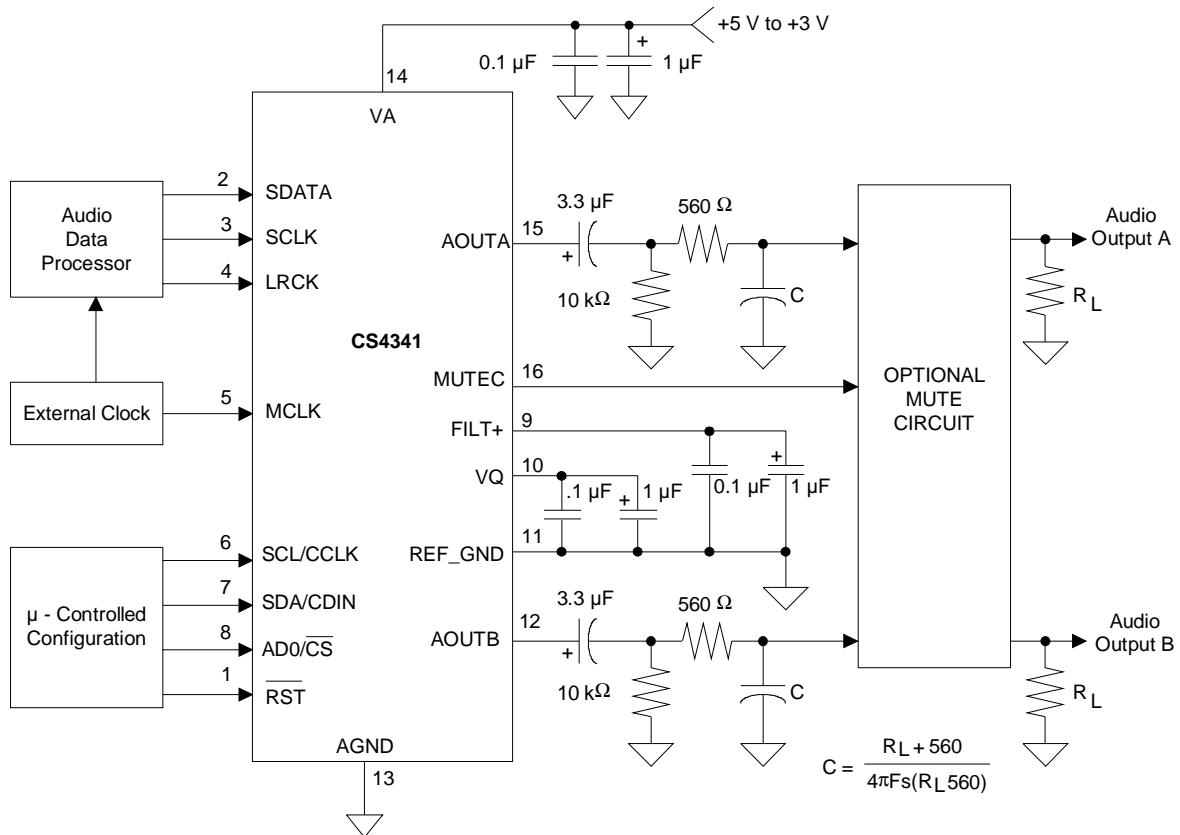 +5 V to +3 V
0.1 µF
1 µF
+
14
VA
Audio
Data
Processor
2
SDATA
3
SCLK
4
LRCK
External Clock
5
MCLK
µ - Controlled
Configuration
6
SCL/CCLK
7
SDA/CDIN
8
AD0/CS
1
RST
CS4341
AGND
13
AOUTA
15
3.3 µF
+
10 kΩ
560 Ω
C
MUTEC
16
FILT+
9
VQ
10
.1 µF
+
1 µF
0.1 µF
+
1 µF
REF_GND
11
AOUTB
12
3.3 µF
+
10 kΩ
560 Ω
C
OPTIONAL
MUTE
CIRCUIT
Audio
Output A
RL
Audio
Output B
RL
C = RL + 560
4πFs(RL560)